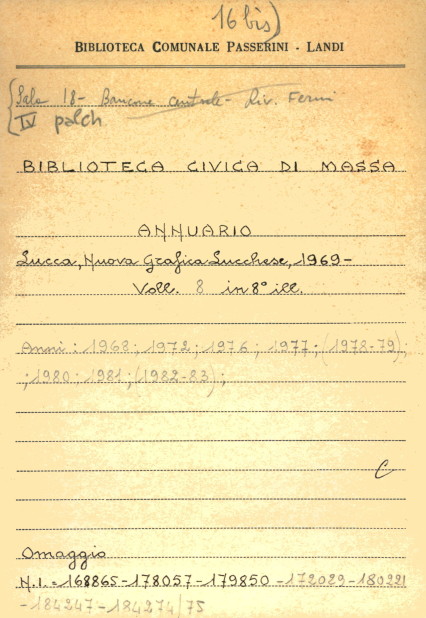 16 bis)
BIBLIOTECA COMUNALE PASSERINI - LANDI
Sala 18 - Bancone centrale - Riv. Fermi
IV palch
BIBLIOTECA CIVICA DI MASSA
ANNUARIO
Lucca, Nuova Grafica Lucchese, 1969-
Voll. 8 in 8° ill.
Anni: 1968; 1972; 1976; 1977; (1978-79);
; 1980; 1981; (1982-83);
C
Omaggio
N.I. = 168865-178057-179850-172029-180221
-184247-184274/75